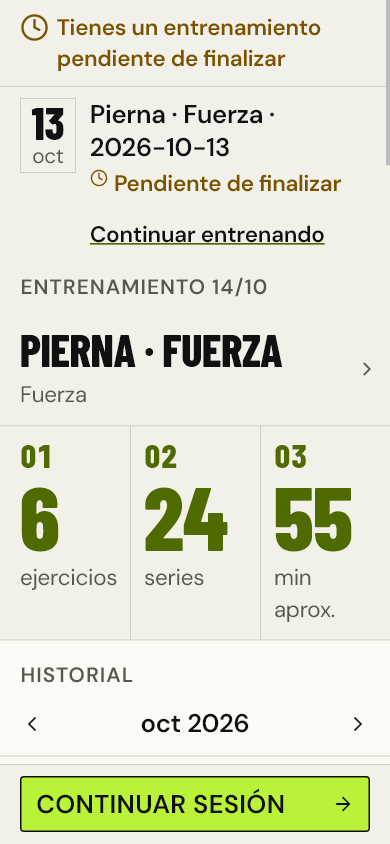 Tienes un entrenamiento
pendiente de finalizar
13
oct
Pierna · Fuerza ·
2026-10-13
Pendiente de finalizar
Continuar entrenando
ENTRENAMIENTO 14/10
PIERNA · FUERZA
Fuerza
01
6
ejercicios
02
24
series
03
55
min
aprox.
HISTORIAL
oct 2026
CONTINUAR SESIÓN